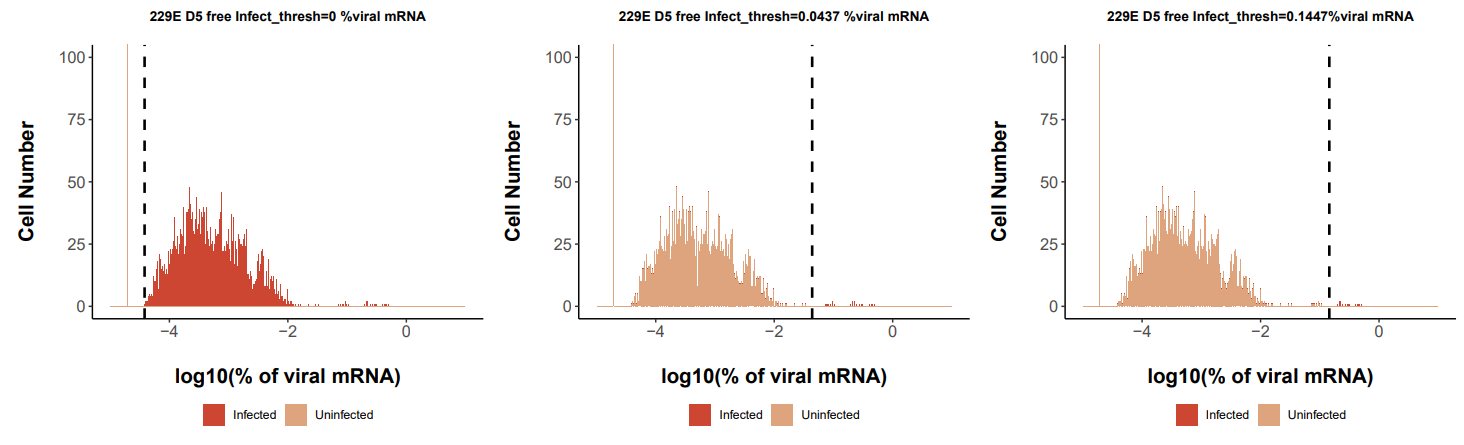 229E D5 free Infect_thresh=0 %viral mRNA
100
75
50
25
0
Cell Number
−4
−2
0
log10(% of viral mRNA)
Infected
Uninfected
229E D5 free Infect_thresh=0.0437 %viral mRNA
100
75
50
25
0
Cell Number
−4
−2
0
log10(% of viral mRNA)
Infected
Uninfected
229E D5 free Infect_thresh=0.1447%viral mRNA
100
75
50
25
0
Cell Number
−4
−2
0
log10(% of viral mRNA)
Infected
Uninfected